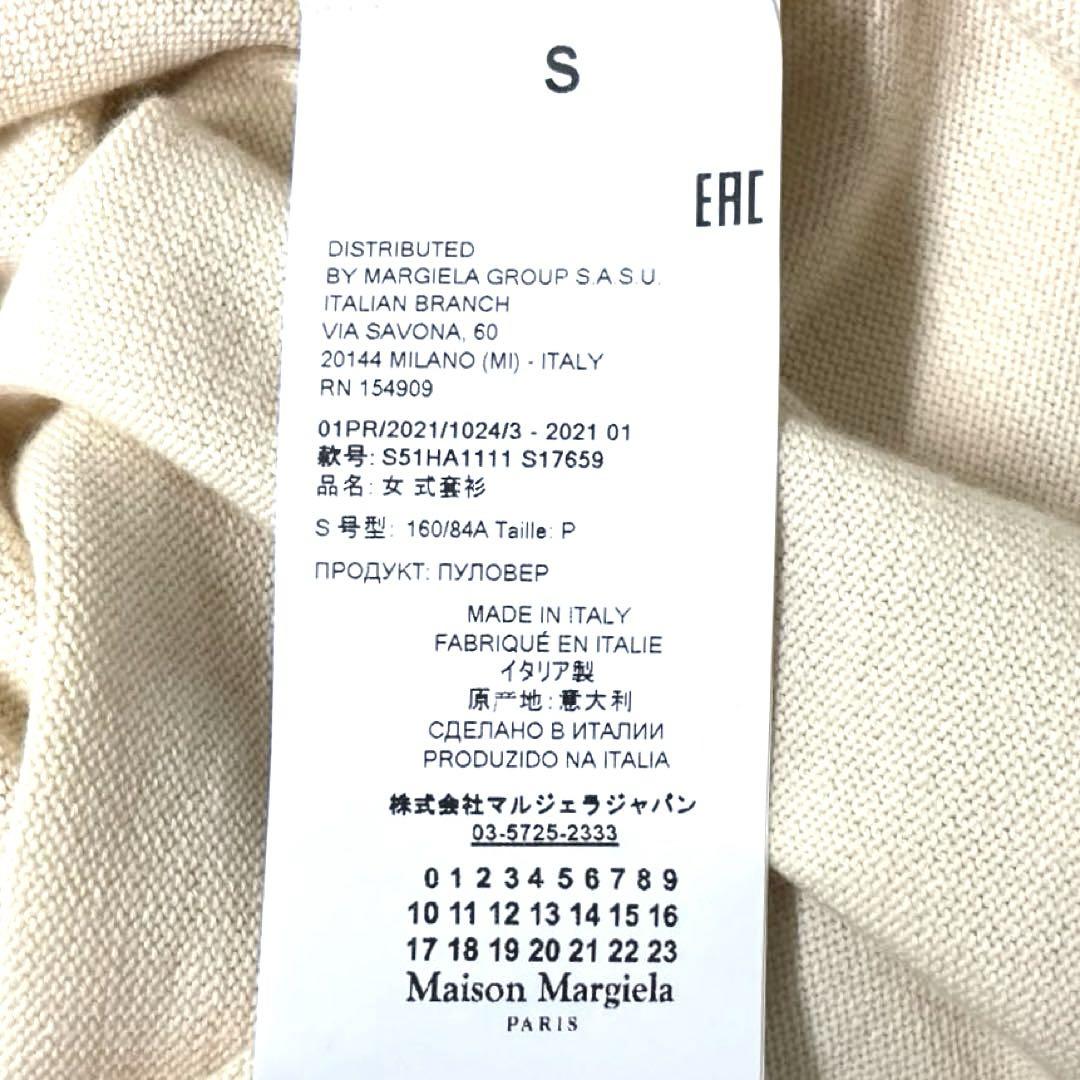 S
EAC
DISTRIBUTED
BY MARGIELA GROUP S.A.S.U.
ITALIAN BRANCH
VIA SAVONA, 60
20144 MILANO (MI) - ITALY
RN 154909
01PR/2021/1024/3 - 2021 01
款号: S51HA1111 S17659
品名: 女 式套衫
S 号型: 160/84A Taille: P
ПРОДУКТ: ПУЛОВЕР
MADE IN ITALY
FABRIQUÉ EN ITALIE
イタリア製
原产地: 意大利
СДЕЛАНО В ИТАЛИИ
PRODUZIDO NA ITALIA
株式会社マルジェラジャパン
03-5725-2333
0 1 2 3 4 5 6 7 8 9
10 11 12 13 14 15 16
17 18 19 20 21 22 23
Maison Margiela
PARIS